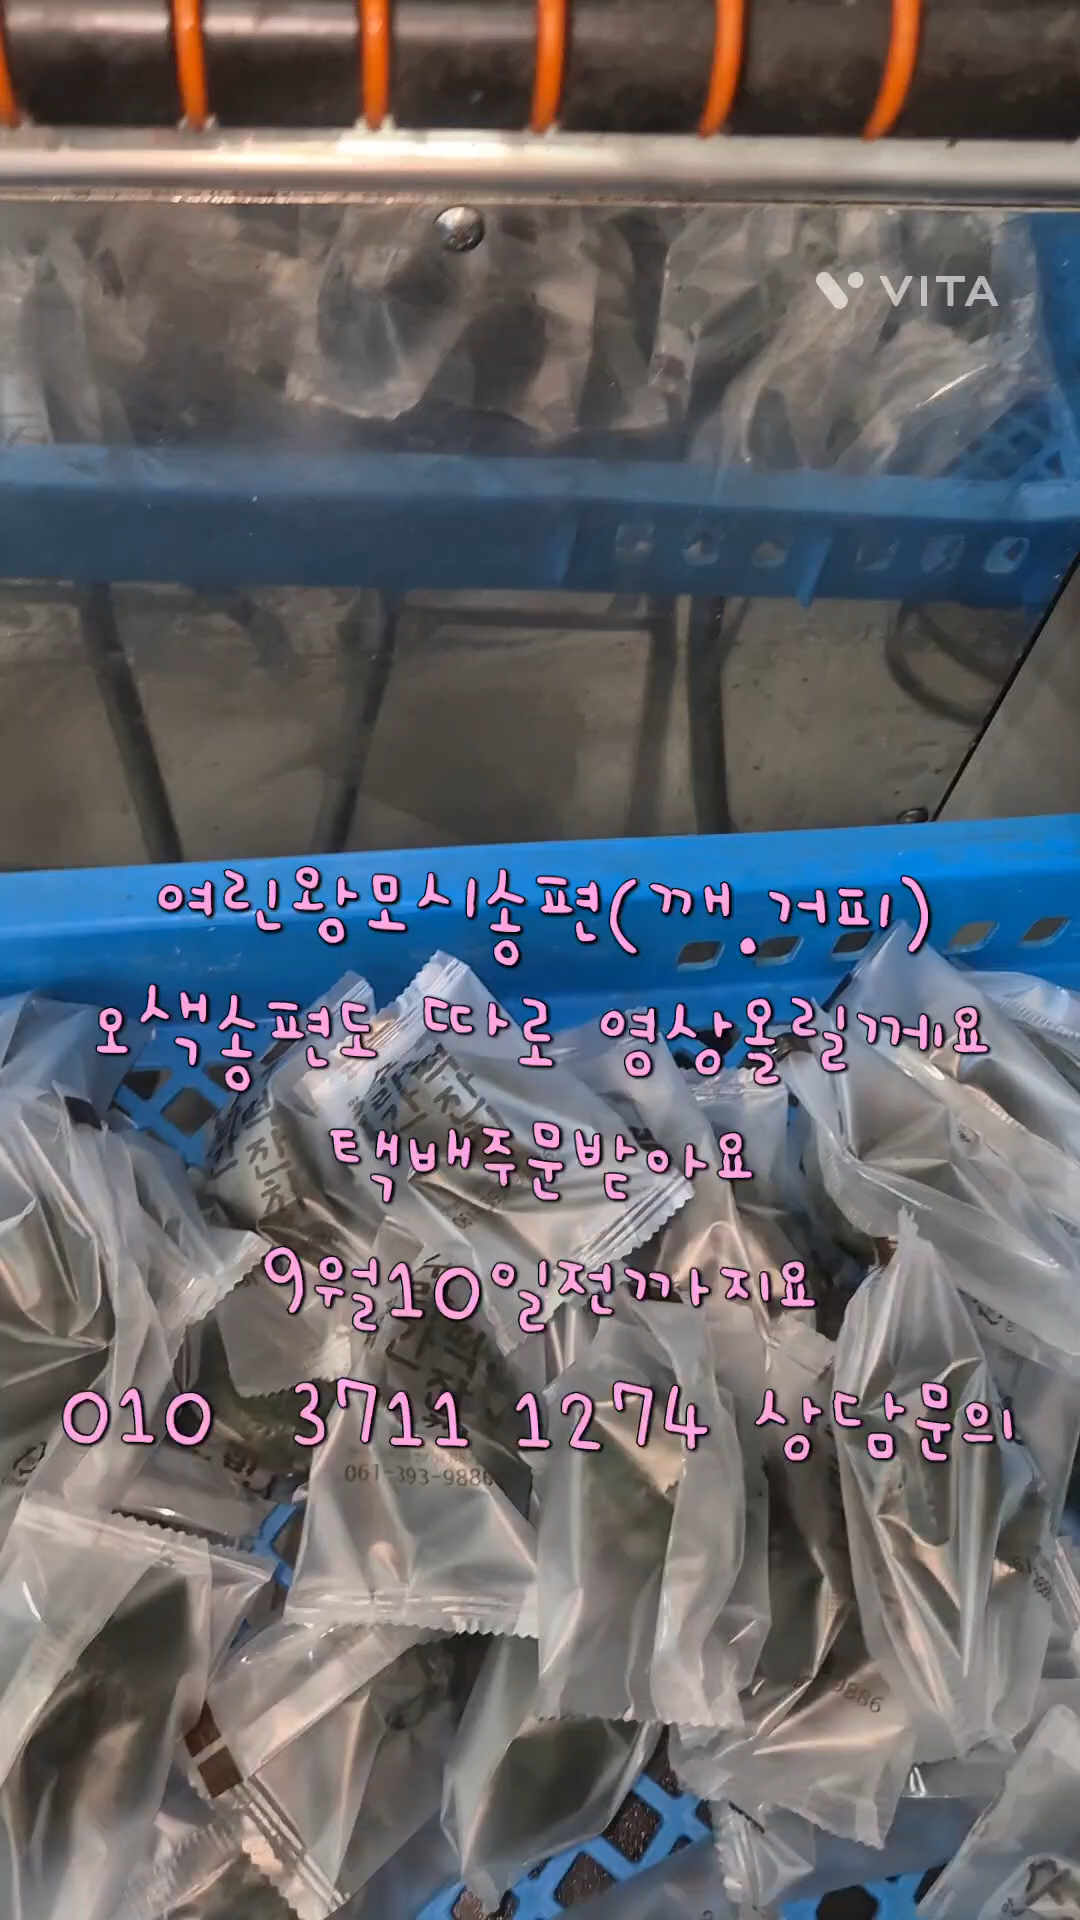 VITA
여린왕모시송편(깨.거피)
오색송편도 따로 영상올릴께요
택배주문받아요
9월10일전까지요
010 3711 1274 상담문의
061-393-9886